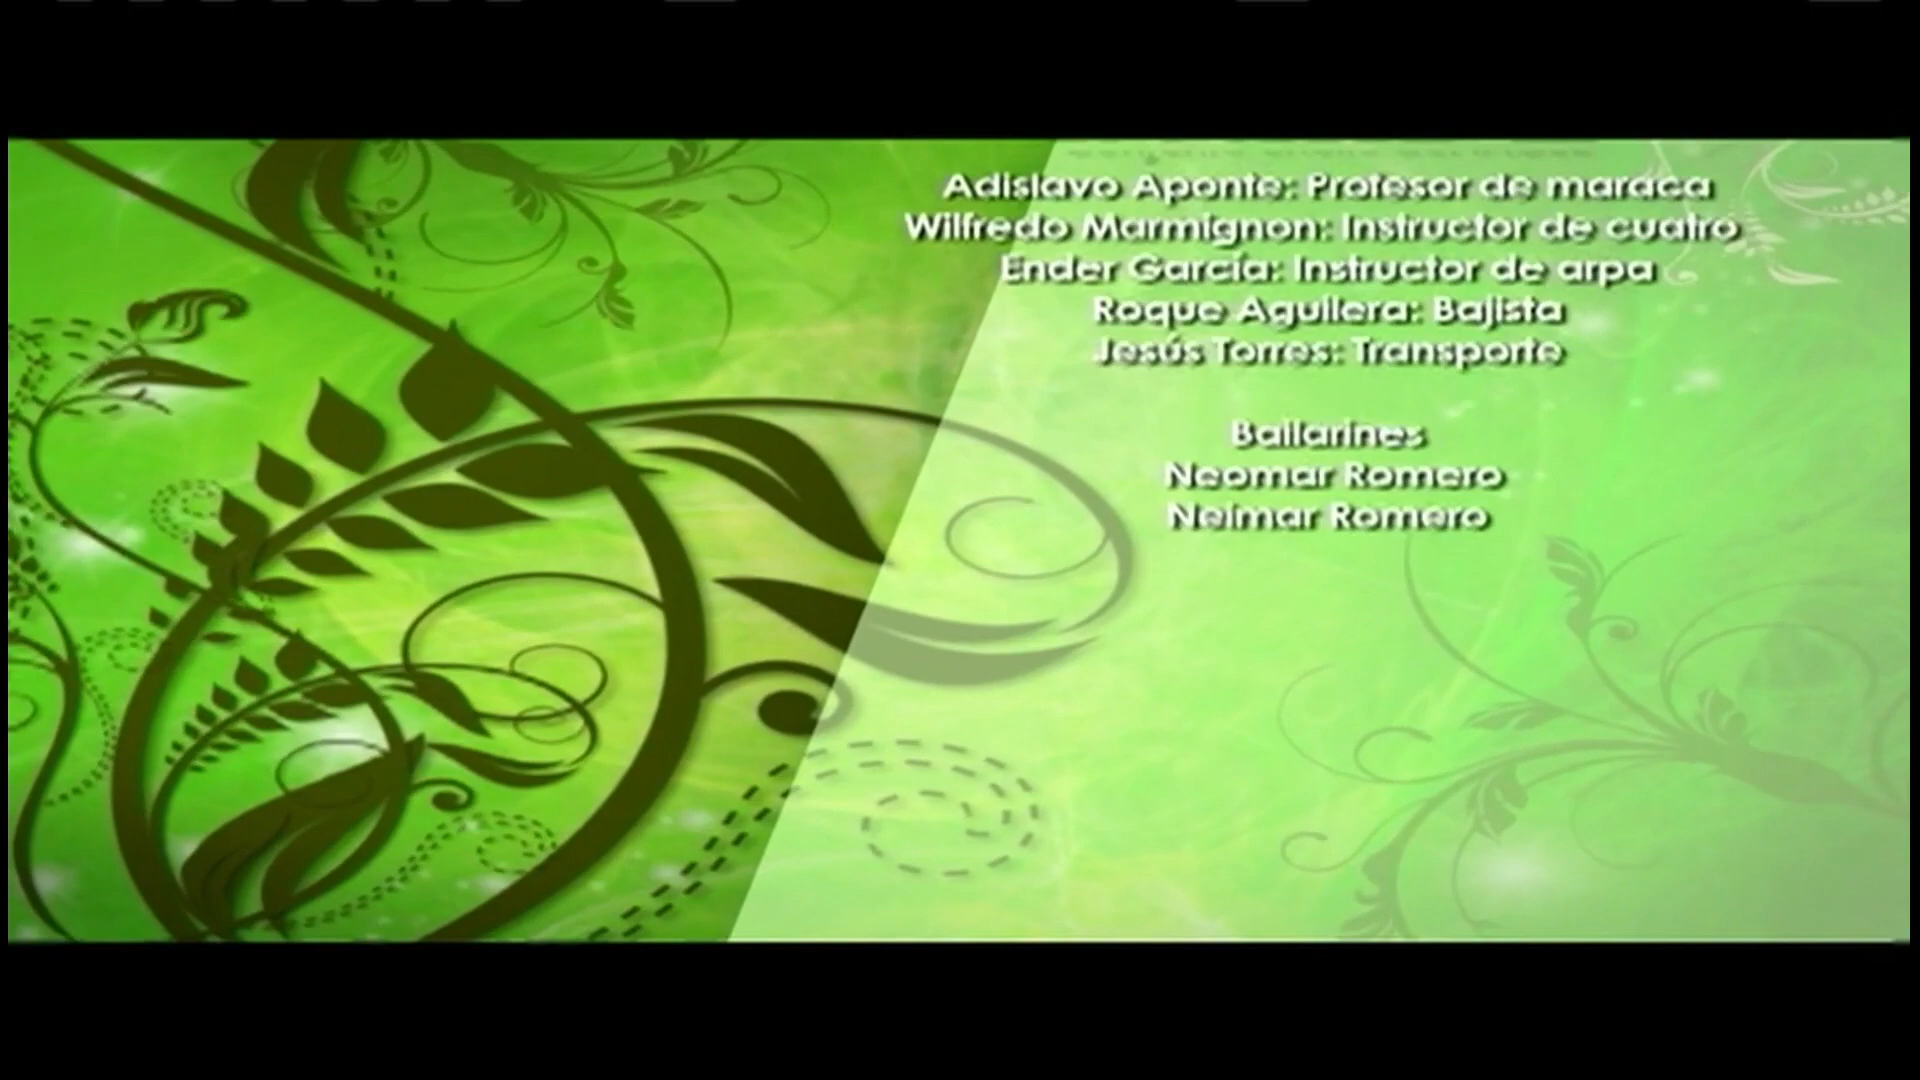 Adislavo Aponte: Profesor de maraca
Wilfredo Marmignon: Instructor de cuatro
Ender García: Instructor de arpa
Roque Aguilera: Bajista
Jesús Torres: Transporte
Bailarines
Neomar Romero
Neimar Romero